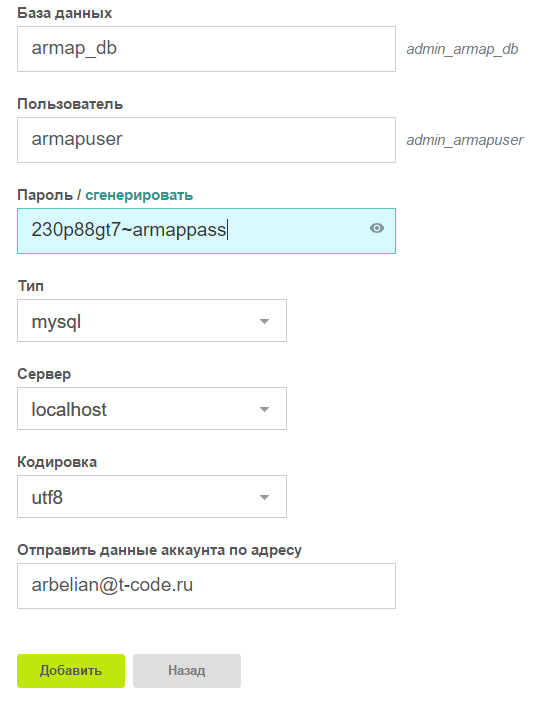 База данных
armap_db admin_armap_db
Пользователь
armapuser admin_armapuser
Пароль / сгенерировать
230p88gt7~armappass
Тип
mysql
Сервер
localhost
Кодировка
utf8
Отправить данные аккаунта по адресу
arbelian@t-code.ru
Добавить Назад